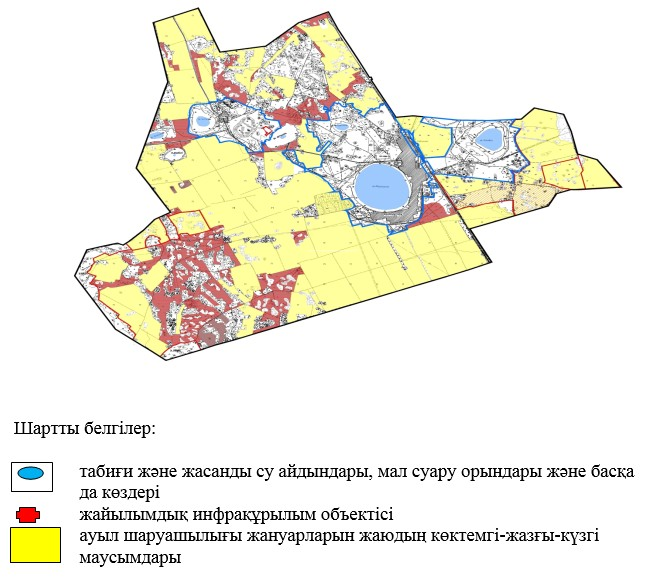 Шартты белгілер:
табиғи және жасанды су айдындары, мал суару орындары және басқа
да көздері
жайылымдық инфрақұрылым объектісі
ауыл шаруашылығы жануарларын жаюдың көктемгі-жазғы-күзгі
маусымдары